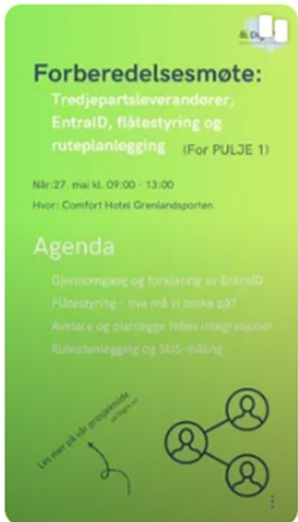 Forberedelsesmøte:
Tredjepartsleverandører,
EntraID, flåtestyring og
ruteplanlegging (For PULJE 1)
Når:27. mai kl. 09:00 - 13:00
Hvor: Comfort Hotel Grenlandsporten
Agenda
Gjennomgang og forklaring av EntraID
Flåtestyring - hva må vi tenke på?
Avklare og planlegge felles integrasjoner
Ruteplanlegging og SUS-måling
Les mer på vår prosjektside